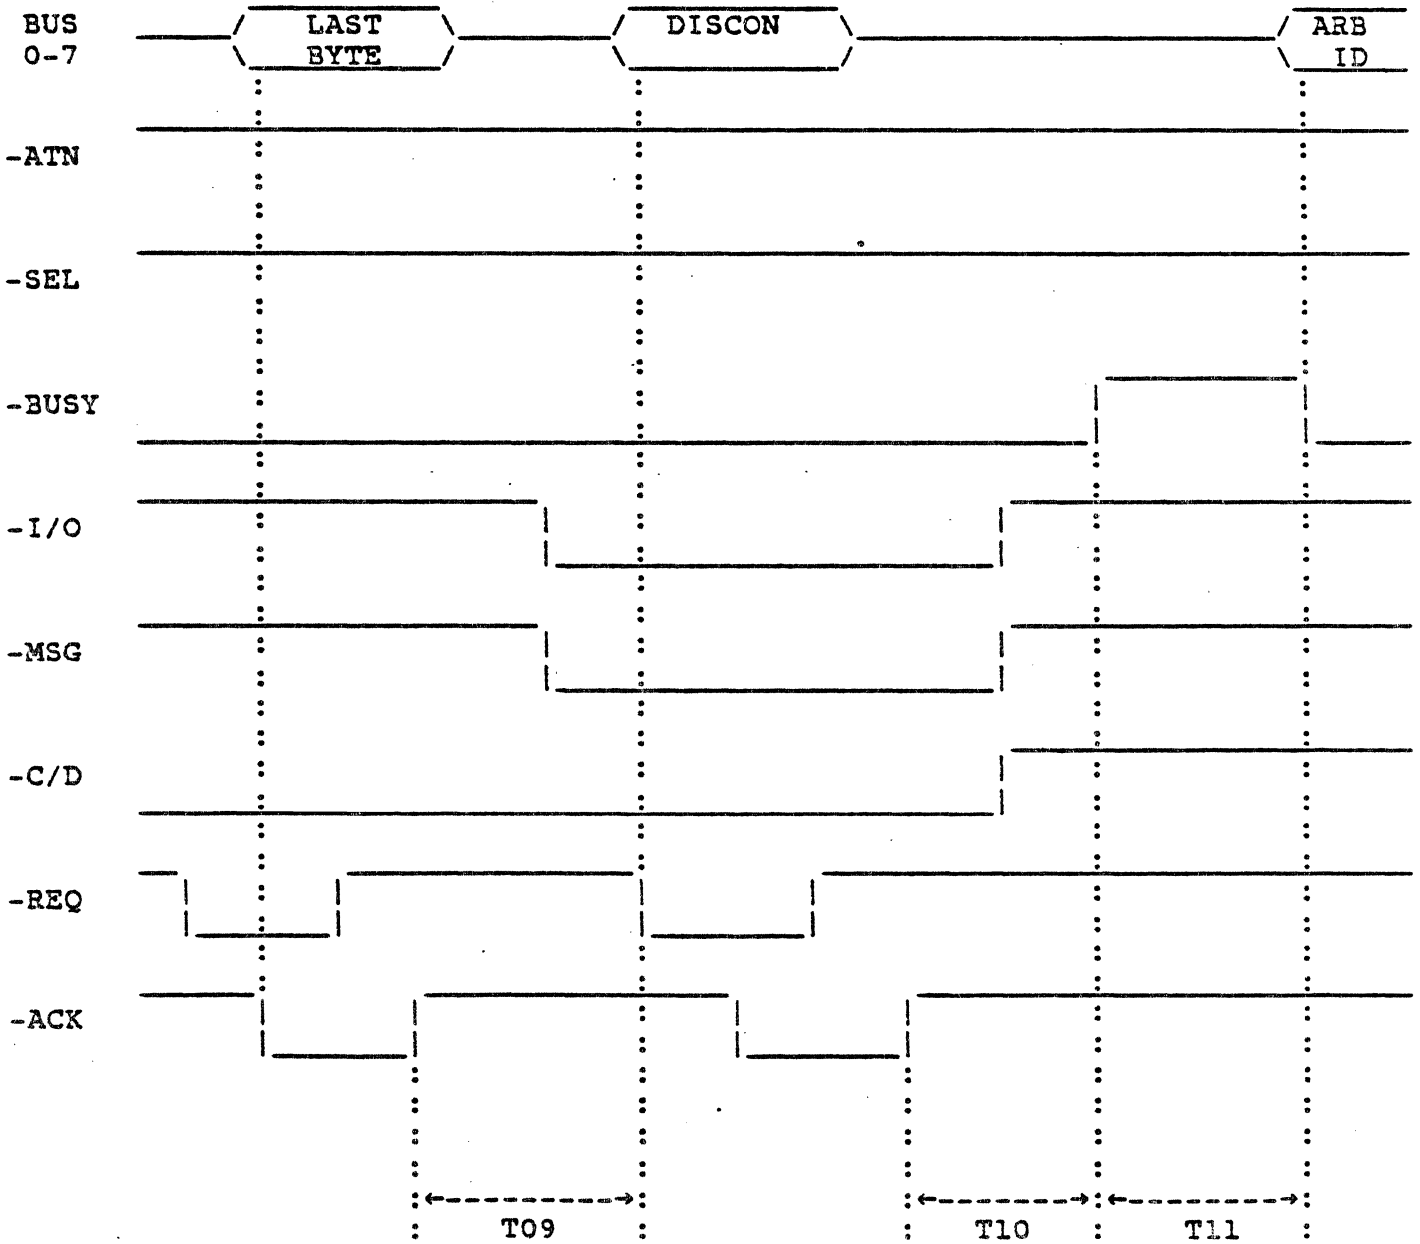 BUS LAST DISCON ARB
0-7 BYTE ID
-ATN
-SEL
-BUSY
-I/O
-MSG
-C/D
-REQ
-ACK
T09 T10 T11